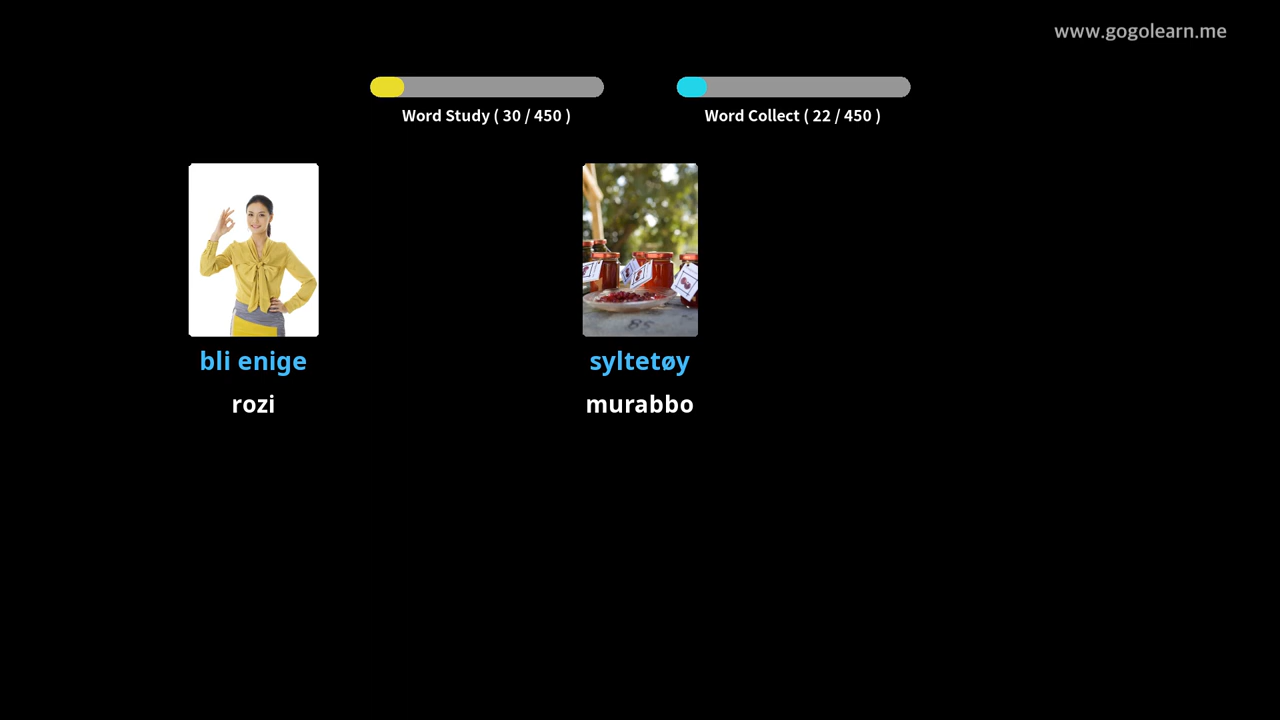 www.gogolearn.me
Word Study ( 30 / 450 )
Word Collect ( 22 / 450 )
bli enige
syltetøy
rozi
murabbo